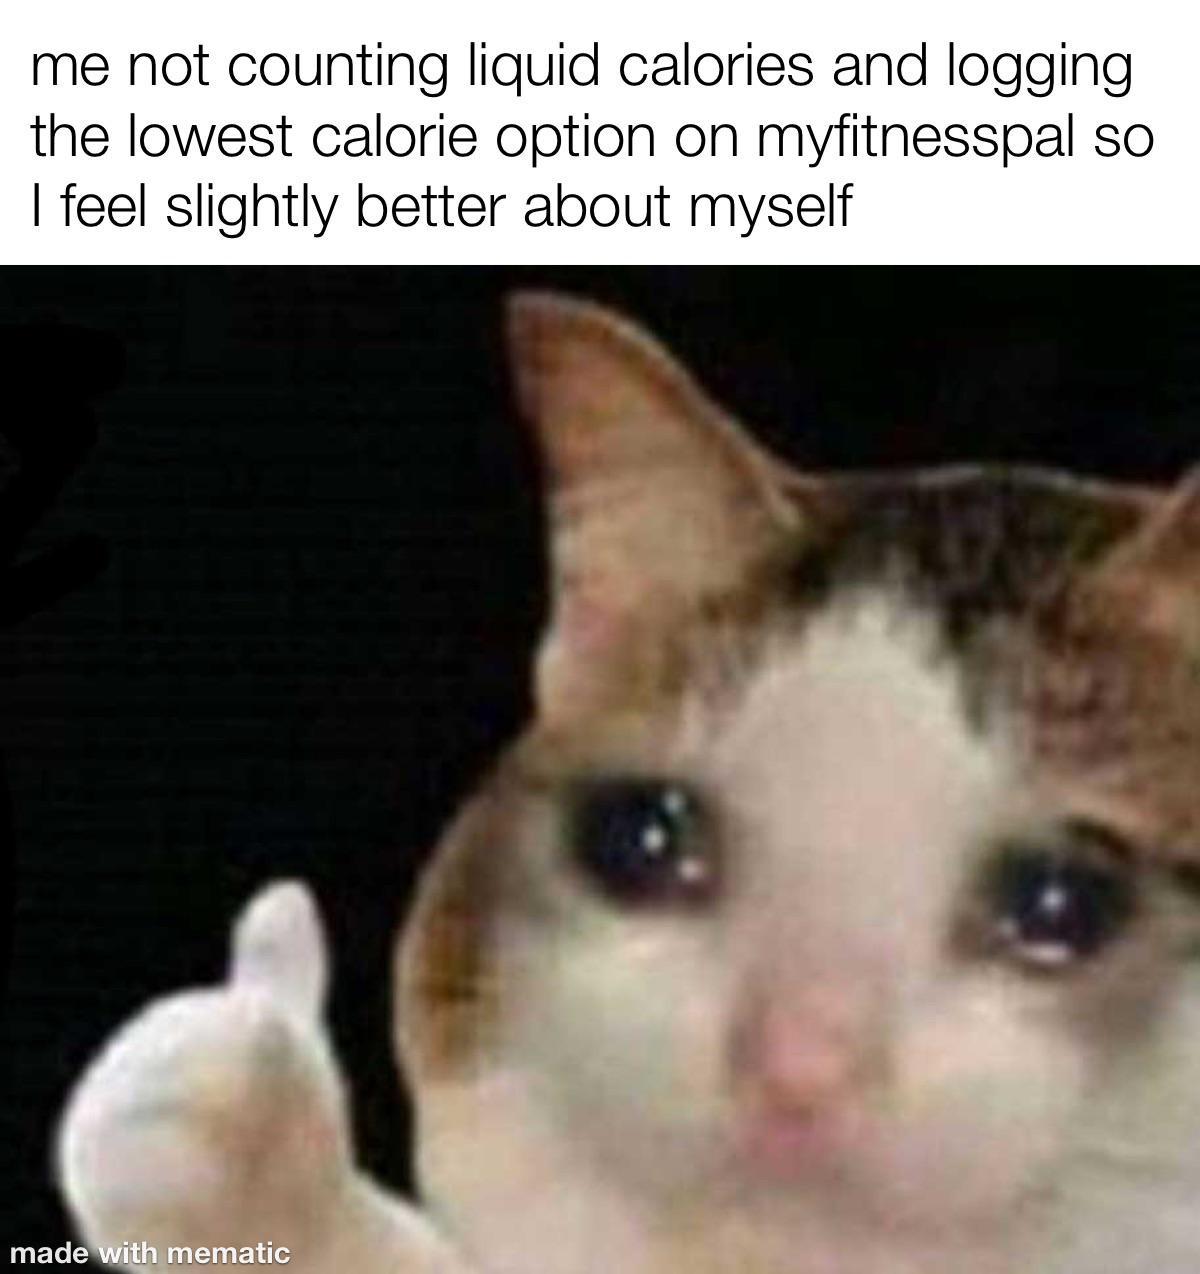 me not counting liquid calories and logging
the lowest calorie option on myfitnesspal so
I feel slightly better about myself
made with mematic